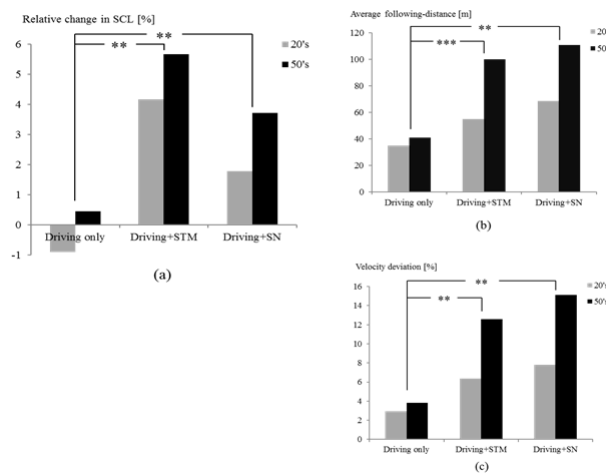 Relative change in SCL [%]
6
5
4
3
2
1
0
-1
**
**
20's
50's
Driving only
Driving+STM
Driving+SN
(a)
Average following-distance [m]
120
100
80
60
40
20
0
***
**
20'
50'
Driving only
Driving+STM
Driving+SN
(b)
Velocity deviation [%]
16
14
12
10
8
6
4
2
0
**
**
20's
50's
Driving only
Driving+STM
Driving+SN
(c)